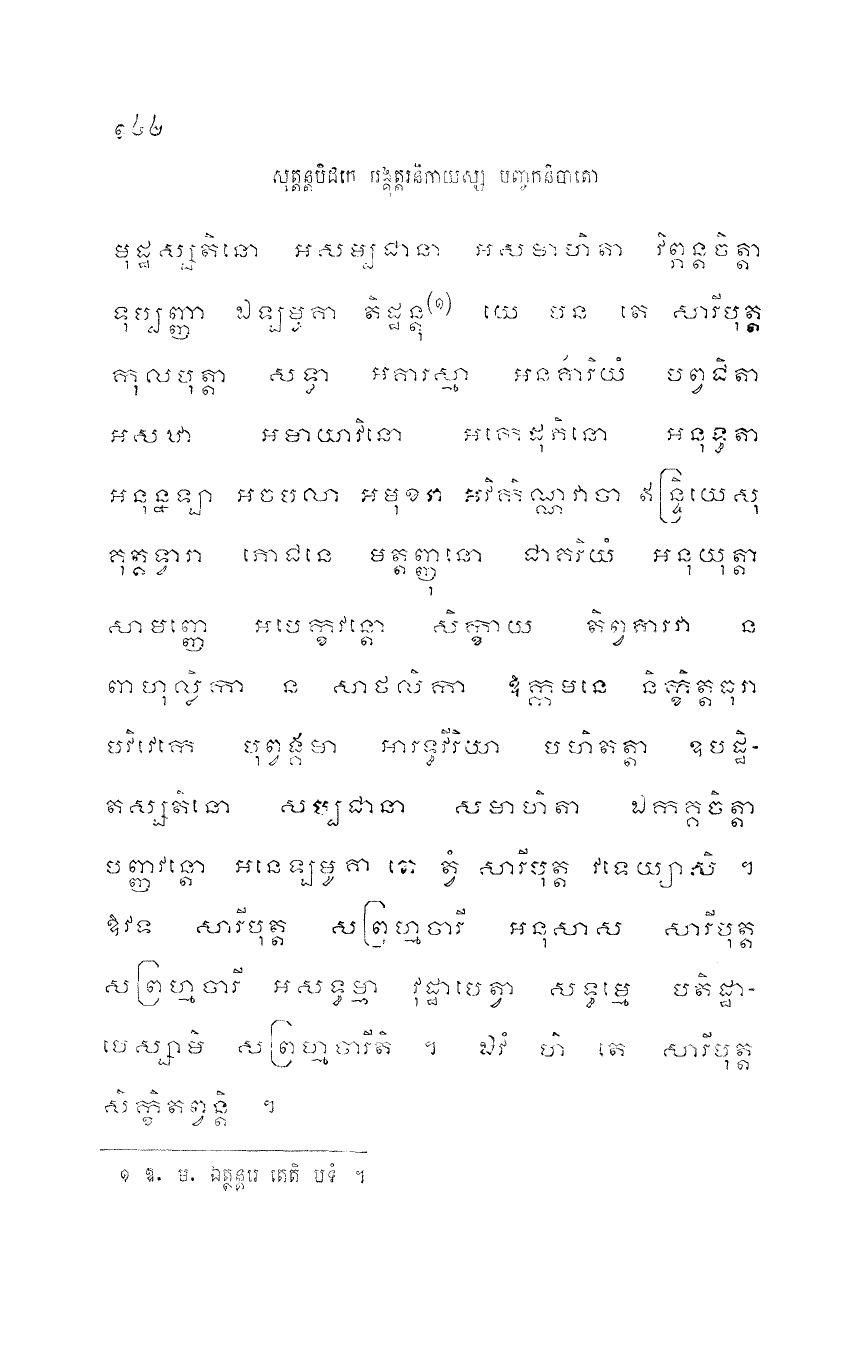 ១៤៤
សុត្តន្តបិដកេ អង្គុត្តរនិកាយស្ស បញ្ចកនិបាតោ
មុដ្ឋស្សតិនោ អសម្បជានា អសមាហិតា វិព្ភន្តចិត្តា
ទុប្បញ្ញា ឯឡមូគា តិដ្ឋន្តុ(១) យេ បន តេ សារីបុត្ត
កុលបុត្តា សទ្ធា អគារស្មា អនគារិយំ បព្វជិតា
អសឋា អមាយាវិនោ អកេដុភិនោ អនុទ្ធតា
អនុន្នឡា អចបលា អមុខរា អវិកិណ្ណវាចា ឥន្ទ្រិយេសុ
គុត្តទ្វារា ភោជនេ មត្តញ្ញុនោ ជាគរិយំ អនុយុត្តា
សាមញ្ញេ អបេក្ខវន្តោ សិក្ខាយ តិព្វគារវា ន
ពាហុល្លិកា ន សាថលិកា ឱក្កមនេ និក្ខិត្តធុរា
បវិវេកេ បុព្វង្គមា អារទ្ធវីរិយា បហិតត្តា ឧបដ្ឋិ-
តស្សតិនោ សម្បជានា សមាហិតា ឯកគ្គចិត្តា
បញ្ញវន្តោ អនេឡមូគា តេ ត្វំ សារីបុត្ត វទេយ្យាសិ ។
ឱវទ សារីបុត្ត សព្រហ្មចារី អនុសាស សារីបុត្ត
សព្រហ្មចារី អសទ្ធម្មា វុដ្ឋាបេត្វា សទ្ធម្មេ បតិដ្ឋា-
បេស្សាមិ សព្រហ្មចារីតិ ។ ឯវំ ហិ តេ សារីបុត្ត
សិក្ខិតព្វន្តិ ។
១ ឱ. ម. ឯត្ថន្តរេ តេតិ បទំ ។